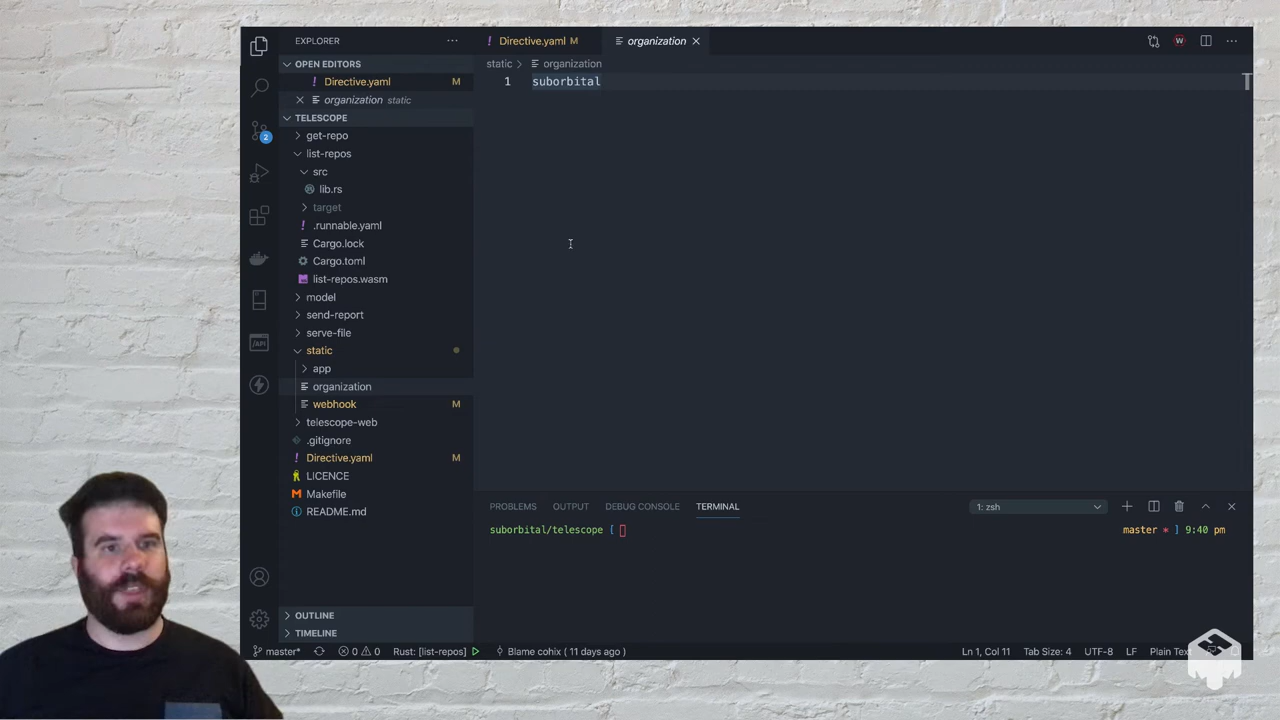 EXPLORER
Directive.yaml M
organization
OPEN EDITORS
Directive.yaml M
organization static
TELESCOPE
get-repo
list-repos
src
lib.rs
target
.runnable.yaml
Cargo.lock
Cargo.toml
list-repos.wasm
model
send-report
serve-file
static
app
organization
webhook M
telescope-web
.gitignore
Directive.yaml M
LICENCE
Makefile
README.md
OUTLINE
TIMELINE
static > organization
1 suborbital
PROBLEMS OUTPUT DEBUG CONSOLE TERMINAL 1: zsh
suborbital/telescope [ master * ] 9:40 pm
2
W
/API
master* 0 0 Rust: [list-repos] Blame cohix ( 11 days ago ) Ln 1, Col 11 Tab Size: 4 UTF-8 LF Plain Text